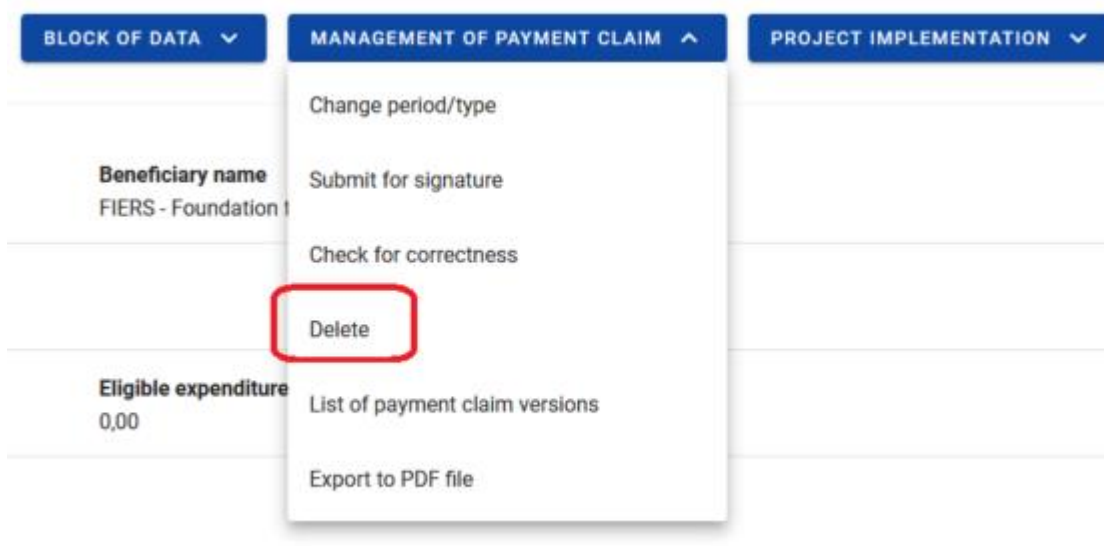 BLOCK OF DATA
MANAGEMENT OF PAYMENT CLAIM
PROJECT IMPLEMENTATION
Change period/type
Beneficiary name
Submit for signature
FIERS - Foundation
Check for correctness
Delete
Eligible expenditure
List of payment claim versions
0,00
Export to PDF file